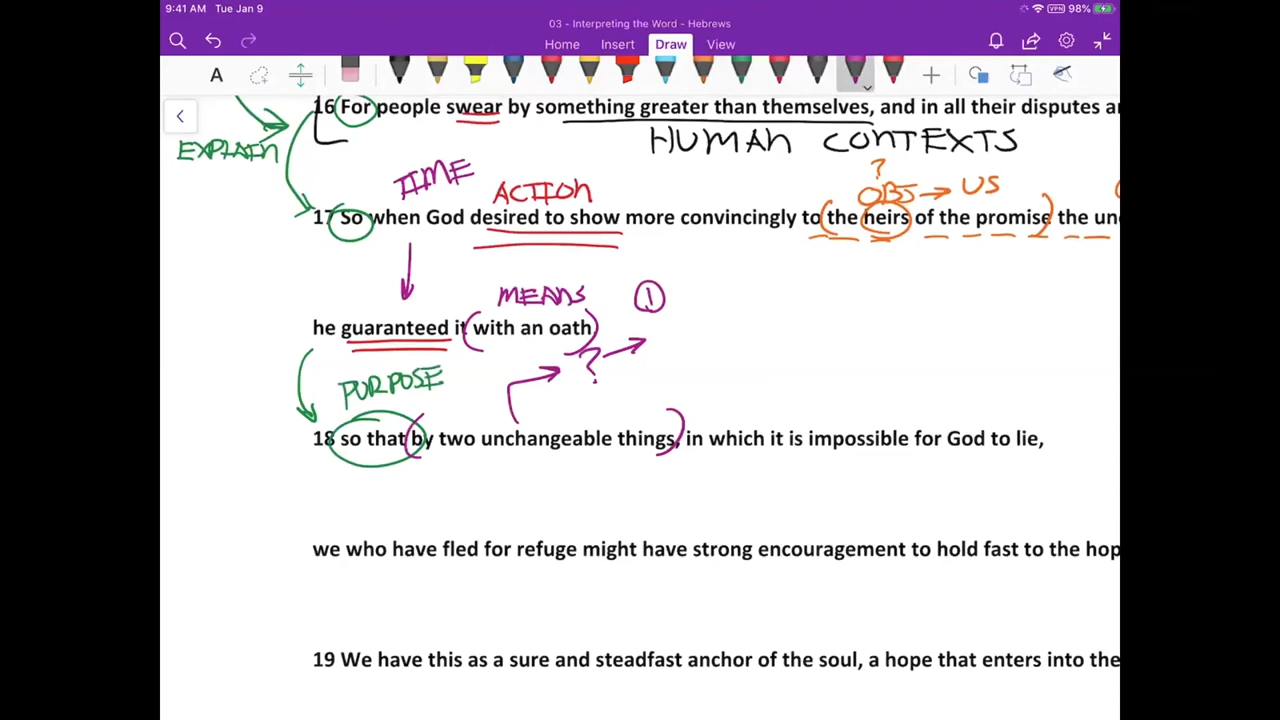 9:41 AM Tue Jan 9
VPN 98%
03 - Interpreting the Word - Hebrews
Home Insert Draw View
A
16 For people swear by something greater than themselves, and in all their disputes a
EXPLAIN
HUMAN CONTEXTS
TIME
ACTION
?
OBJ → US
17 So when God desired to show more convincingly to the heirs of the promise the un
MEANS
1
he guaranteed it with an oath,
?
PURPOSE
18 so that by two unchangeable things, in which it is impossible for God to lie,
we who have fled for refuge might have strong encouragement to hold fast to the hop
19 We have this as a sure and steadfast anchor of the soul, a hope that enters into the